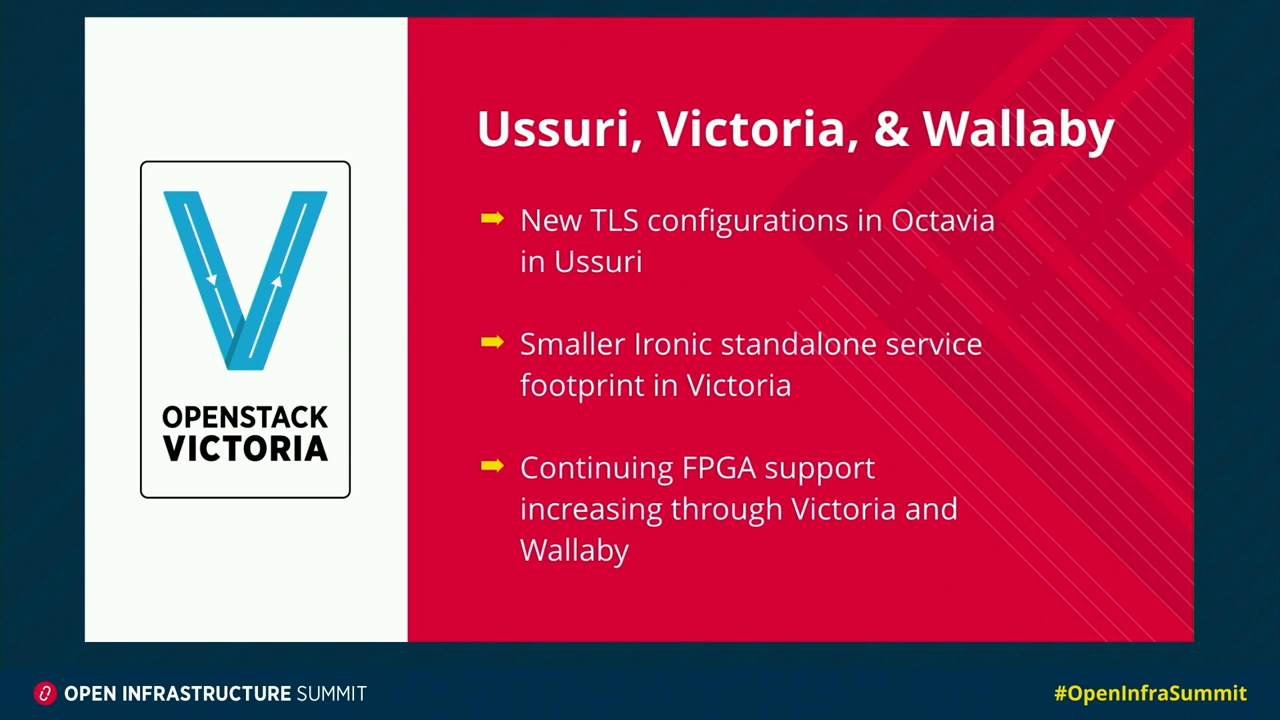 Ussuri, Victoria, & Wallaby
New TLS configurations in Octavia
in Ussuri
Smaller Ironic standalone service
footprint in Victoria
Continuing FPGA support
increasing through Victoria and
Wallaby
OPENSTACK
VICTORIA
OPEN INFRASTRUCTURE SUMMIT
#OpenInfraSummit